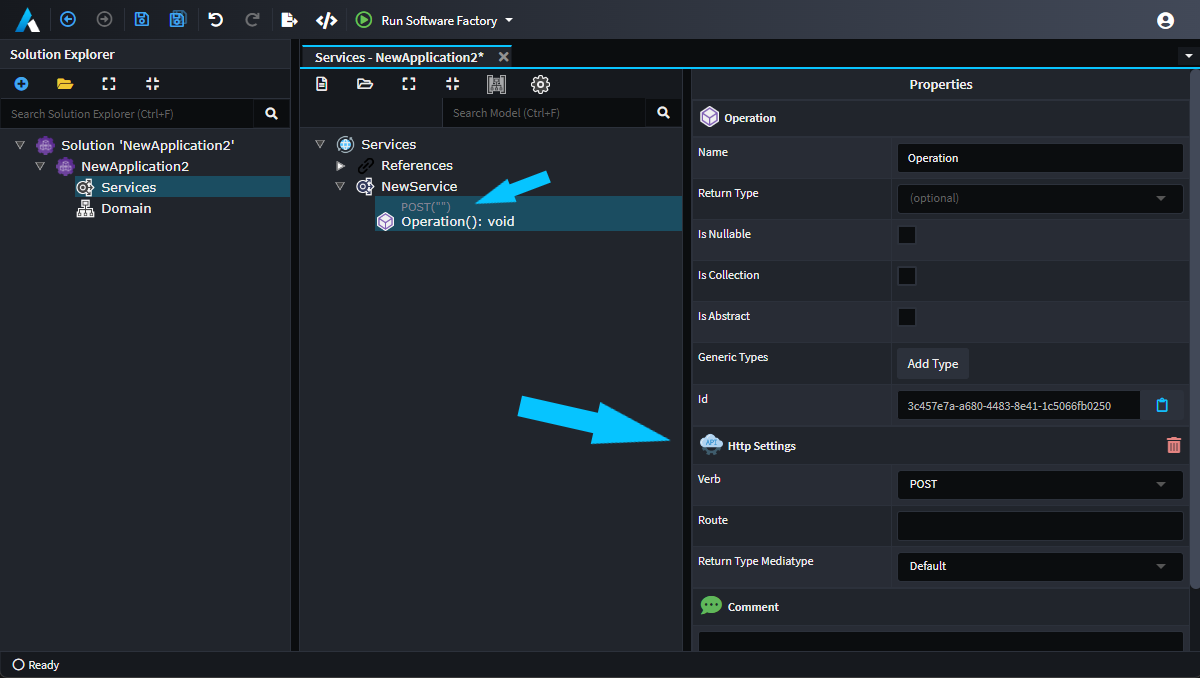 Run Software Factory
Solution Explorer
Search Solution Explorer (Ctrl+F)
Solution 'NewApplication2'
NewApplication2
Services
Domain
Services - NewApplication2*
Search Model (Ctrl+F)
Services
References
NewService
POST("")
Operation(): void
Properties
Operation
Name
Operation
Return Type
(optional)
Is Nullable
Is Collection
Is Abstract
Generic Types
Add Type
Id
3c457e7a-a680-4483-8e41-1c5066fb0250
API
Http Settings
Verb
POST
Route
Return Type Mediatype
Default
Comment
Ready